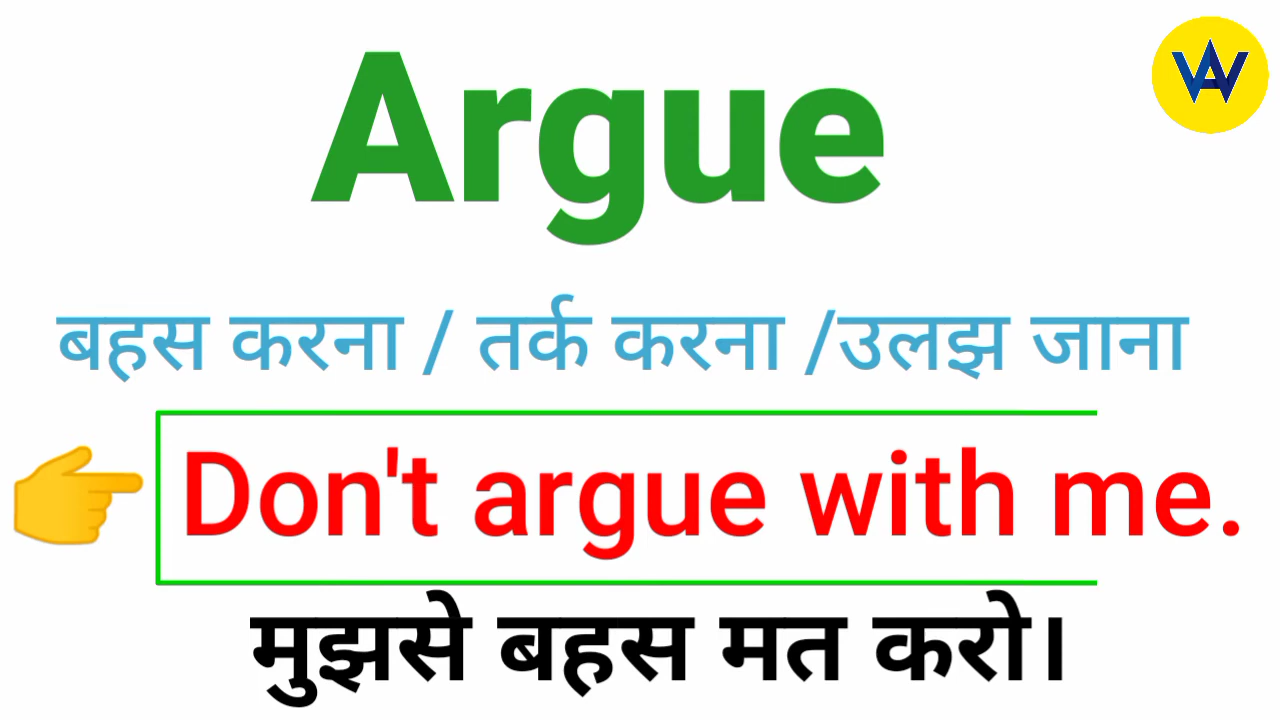 Argue
बहस करना / तर्क करना /उलझ जाना
Don't argue with me.
मुझसे बहस मत करो।